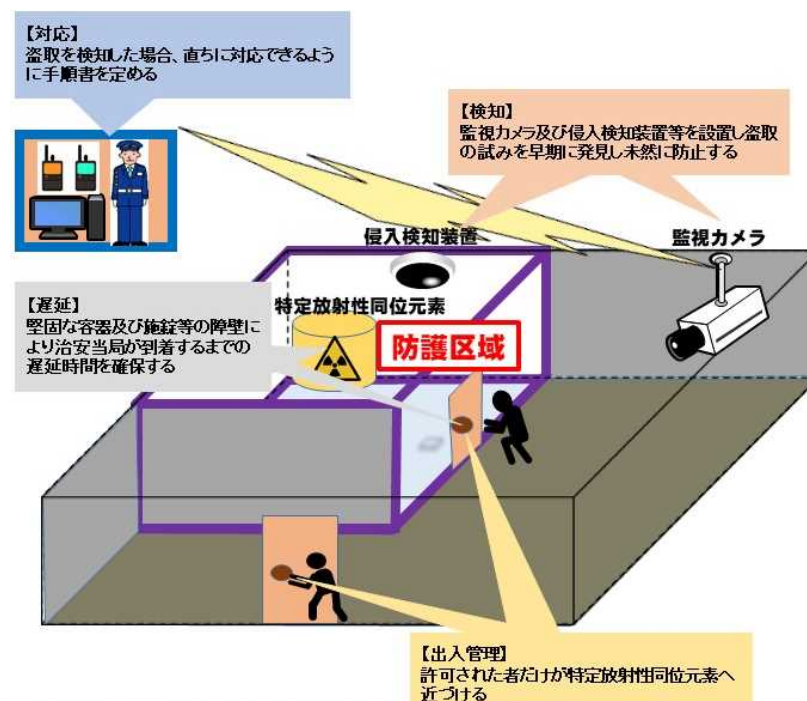 【対応】
盗取を検知した場合、直ちに対応できるよう
に手順書を定める
【検知】
監視カメラ及び侵入検知装置等を設置し盗取
の試みを早期に発見し未然に防止する
侵入検知装置
監視カメラ
【遅延】
堅固な容器及び施錠等の障壁に
より治安当局が到着するまでの
遅延時間を確保する
特定放射性同位元素
防護区域
【出入管理】
許可された者だけが特定放射性同位元素へ
近づける